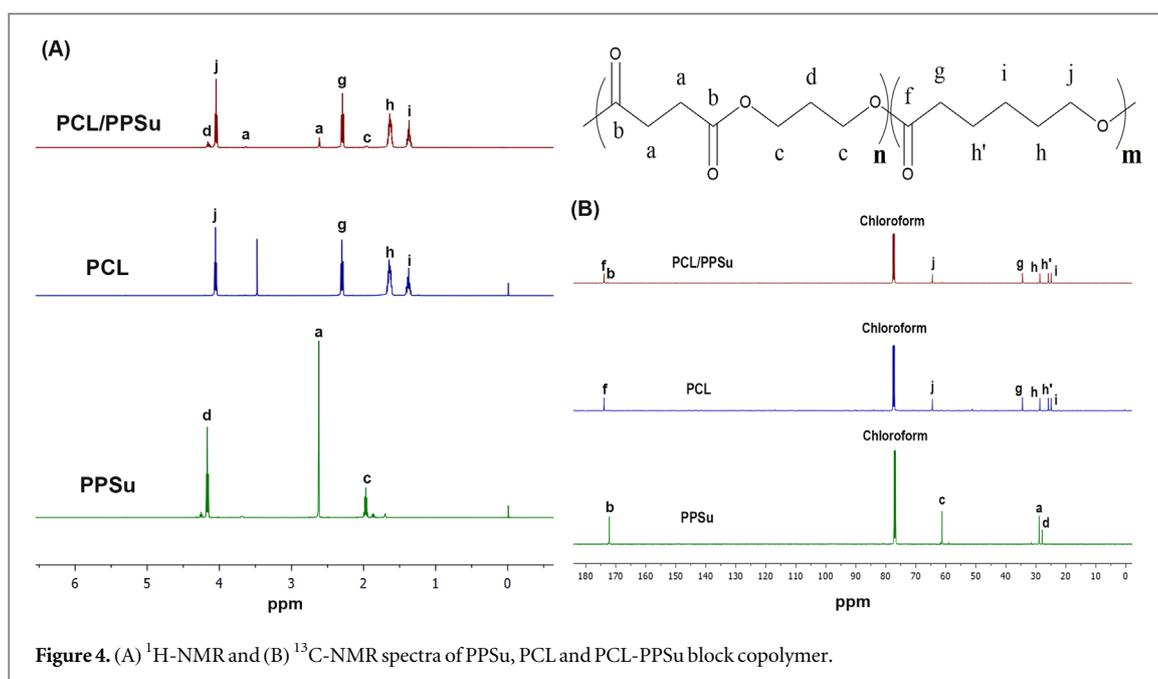 (A)
j
g
h
i
d
a
a
c
PCL/PPSu
j
g
h
i
PCL
a
d
c
PPSu
6 5 4 3 2 1 0
ppm
O
a
d
g
i
j
b
O
O
f
b
O
a
O
c
c
n
O
h'
h
m
(B)
Chloroform
f b
PCL/PPSu
j
g h h' i
Chloroform
f
PCL
j
g h h' i
Chloroform
b
PPSu
c
a
d
180 170 160 150 140 130 120 110 100 90 80 70 60 50 40 30 20 10 0
ppm
Figure 4. (A) ¹H-NMR and (B) ¹³C-NMR spectra of PPSu, PCL and PCL-PPSu block copolymer.